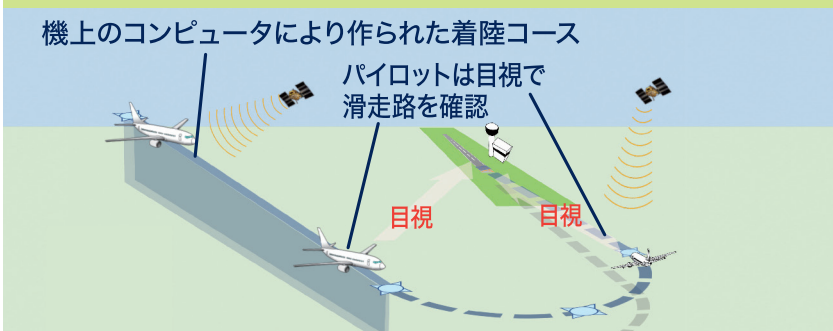 機上のコンピュータにより作られた着陸コース
パイロットは目視で
滑走路を確認
目視
目視